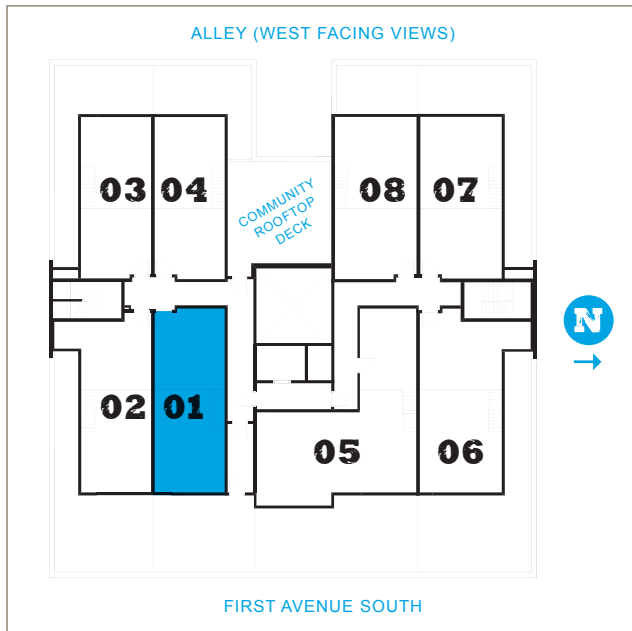 ALLEY (WEST FACING VIEWS)
03 04
COMMUNITY
ROOFTOP
DECK
08 07
N
02 01
05 06
FIRST AVENUE SOUTH